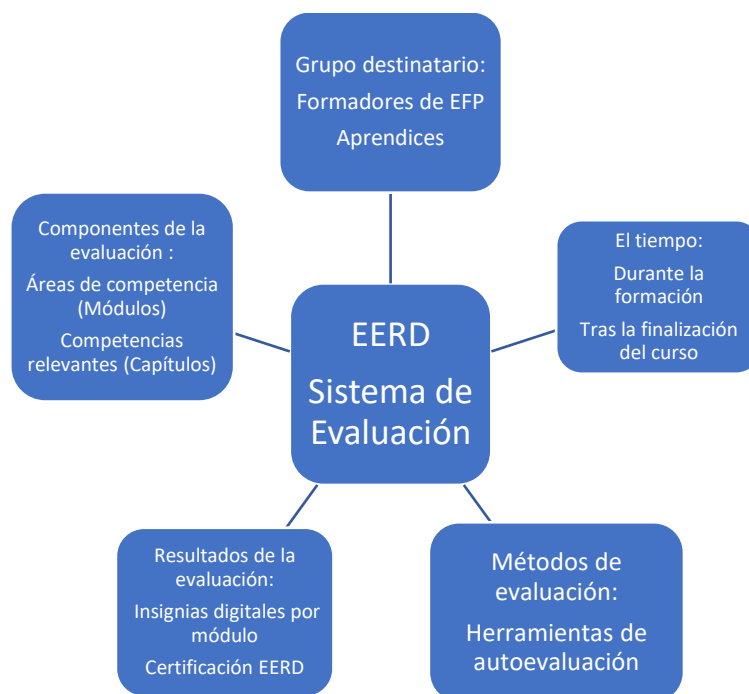 Grupo destinatario:
Formadores de EFP
Aprendices
Componentes de la
evaluación :
Áreas de competencia
(Módulos)
Competencias
relevantes (Capítulos)
El tiempo:
Durante la
formación
Tras la finalización
del curso
EERD
Sistema de
Evaluación
Resultados de la
evaluación:
Insignias digitales por
módulo
Certificación EERD
Métodos de
evaluación:
Herramientas de
autoevaluación